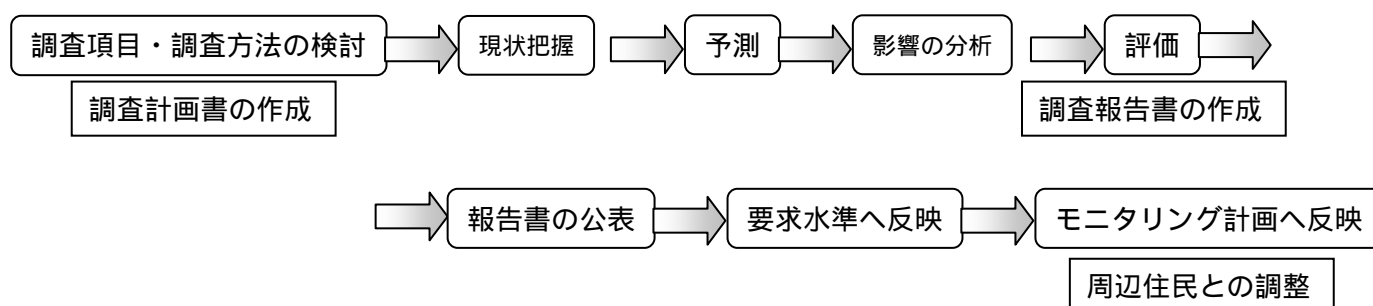 調査項目・調査方法の検討
現状把握
予測
影響の分析
評価
調査計画書の作成
調査報告書の作成
報告書の公表
要求水準へ反映
モニタリング計画へ反映
周辺住民との調整